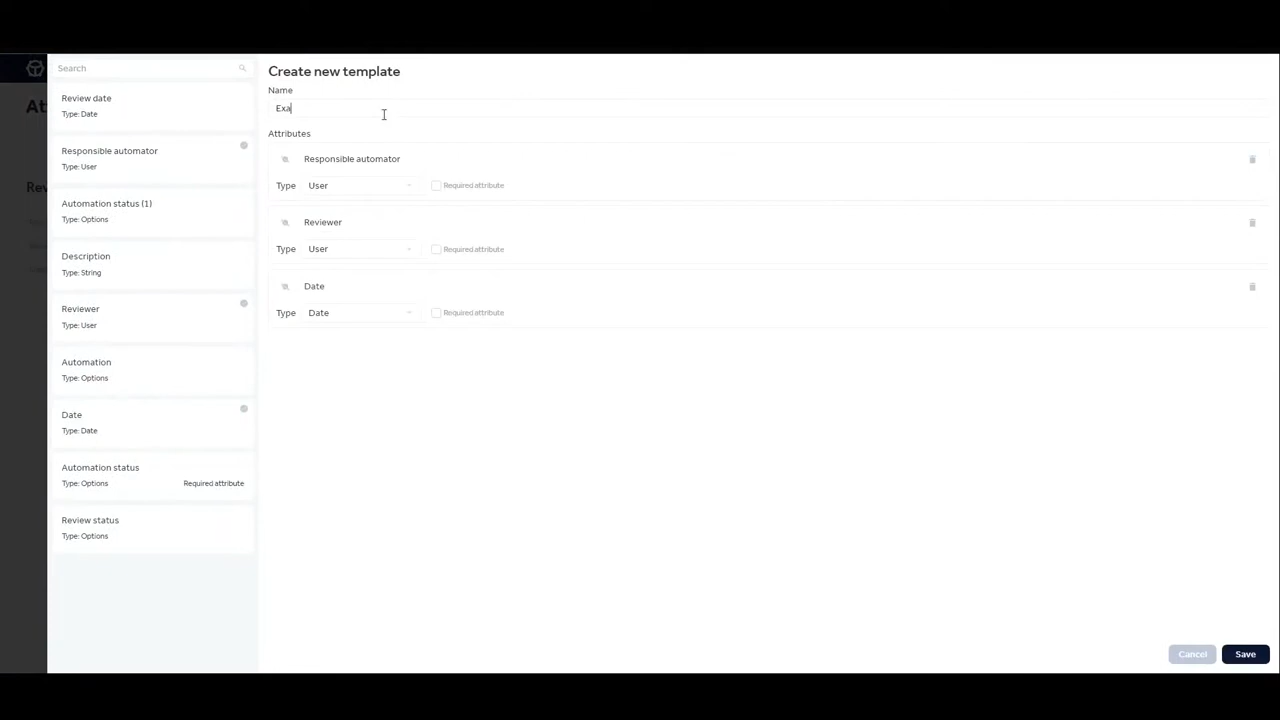 At
Rev
Search
Review date
Type: Date
Responsible automator
Type: User
Automation status (1)
Type: Options
Description
Type: String
Reviewer
Type: User
Automation
Type: Options
Date
Type: Date
Automation status
Type: Options Required attribute
Review status
Type: Options
Create new template
Name
Exa
Attributes
Responsible automator
Type User Required attribute
Reviewer
Type User Required attribute
Date
Type Date Required attribute
Cancel Save